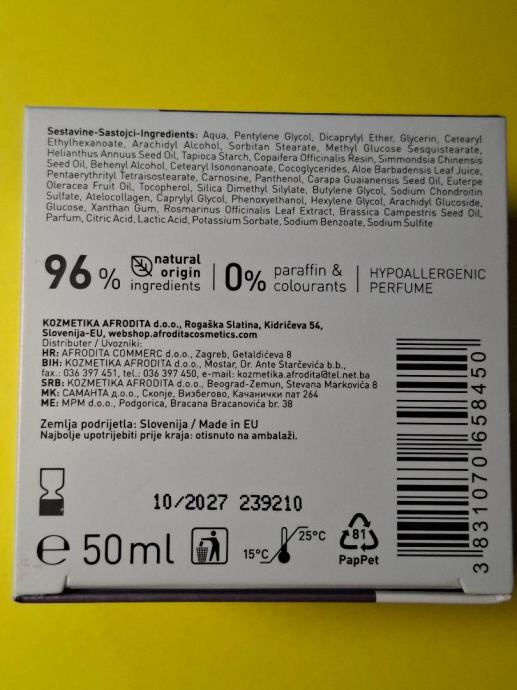 Sestavine-Sastojci-Ingredients: Aqua, Pentylene Glycol, Dicaprylyl Ether, Glycerin, Cetearyl
Ethylhexanoate, Arachidyl Alcohol, Sorbitan Stearate, Methyl Glucose Sesquistearate,
Helianthus Annuus Seed Oil, Tapioca Starch, Copaifera Officinalis Resin, Simmondsia Chinensis
Seed Oil, Behenyl Alcohol, Cetearyl Isononanoate, Cocoglycerides, Aloe Barbadensis Leaf Juice,
Pentaerythrityl Tetraisostearate, Carnosine, Panthenol, Carapa Guaianensis Seed Oil, Euterpe
Oleracea Fruit Oil, Tocopherol, Silica Dimethyl Silylate, Butylene Glycol, Sodium Chondroitin
Sulfate, Atelocollagen, Caprylyl Glycol, Phenoxyethanol, Hexylene Glycol, Arachidyl Glucoside,
Glucose, Xanthan Gum, Rosmarinus Officinalis Leaf Extract, Brassica Campestris Seed Oil,
Parfum, Citric Acid, Lactic Acid, Potassium Sorbate, Sodium Benzoate, Sodium Sulfite
96% natural origin ingredients
0% paraffin & colourants
HYPOALLERGENIC PERFUME
KOZMETIKA AFRODITA d.o.o., Rogaška Slatina, Kidričeva 54,
Slovenija-EU, webshop.afroditacosmetics.com
Distributer / Uvozniki:
HR: AFRODITA COMMERC d.o.o., Zagreb, Getaldićeva 8
BIH: KOZMETIKA AFRODITA d.o.o., Mostar, Dr. Ante Starčevića b.b.,
fax.: 036 397 451, tel.: 036 397 450, e-mail: kozmetika.afrodita@tel.net.ba
SRB: KOZMETIKA AFRODITA d.o.o., Beograd-Zemun, Stevana Markovića 8
MK: САМАНТА д.о.о., Скопје, Визбегово, Качанички пат 264
ME: MPM d.o.o., Podgorica, Bracana Bracanovića br. 38
Zemlja podrijetla: Slovenija / Made in EU
Najbolje upotrijebiti prije kraja: otisnuto na ambalaži.
10/2027 239210
e 50ml
15°C 25°C
81
PapPet
3 831070 658450